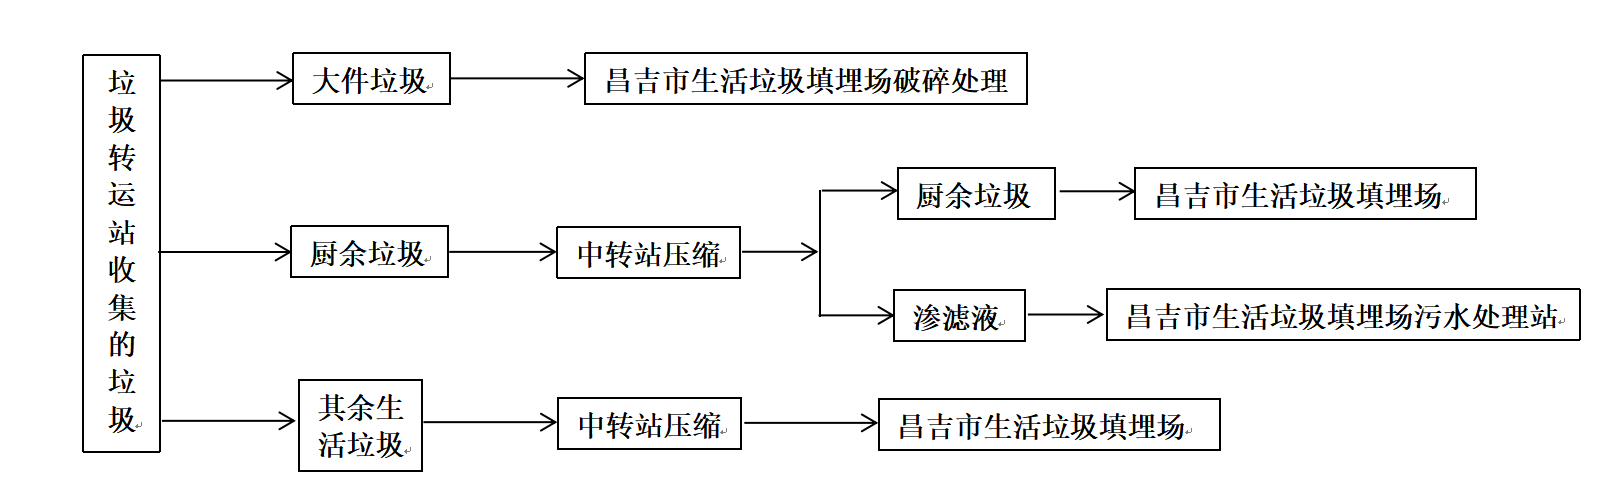 垃圾转运站收集的垃圾
大件垃圾
昌吉市生活垃圾填埋场破碎处理
厨余垃圾
中转站压缩
厨余垃圾
昌吉市生活垃圾填埋场
渗滤液
昌吉市生活垃圾填埋场污水处理站
其余生
活垃圾
中转站压缩
昌吉市生活垃圾填埋场